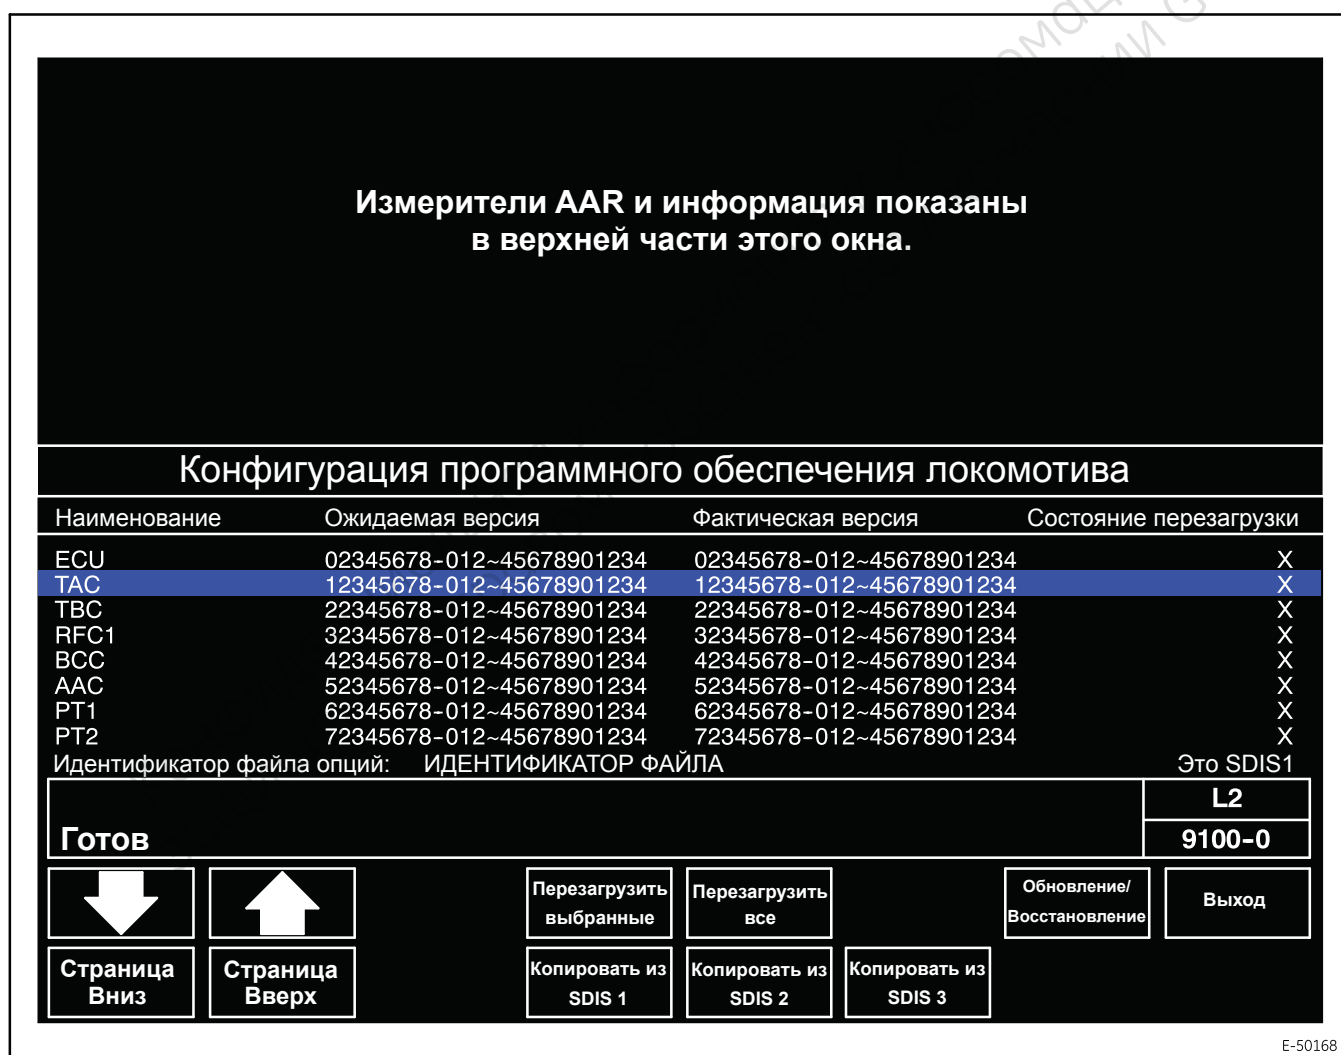 Измерители AAR и информация показаны
в верхней части этого окна.
Конфигурация программного обеспечения локомотива
Наименование Ожидаемая версия Фактическая версия Состояние перезагрузки
ECU 02345678-012~45678901234 02345678-012~45678901234 X
TAC 12345678-012~45678901234 12345678-012~45678901234 X
TBC 22345678-012~45678901234 22345678-012~45678901234 X
RFC1 32345678-012~45678901234 32345678-012~45678901234 X
BCC 42345678-012~45678901234 42345678-012~45678901234 X
AAC 52345678-012~45678901234 52345678-012~45678901234 X
PT1 62345678-012~45678901234 62345678-012~45678901234 X
PT2 72345678-012~45678901234 72345678-012~45678901234 X
Идентификатор файла опций: ИДЕНТИФИКАТОР ФАЙЛА Это SDIS1
L2
Готов 9100-0
Перезагрузить
выбранные
Перезагрузить
все
Обновление/
Восстановление
Выход
Страница
Вниз
Страница
Вверх
Копировать из
SDIS 1
Копировать из
SDIS 2
Копировать из
SDIS 3
E-50168